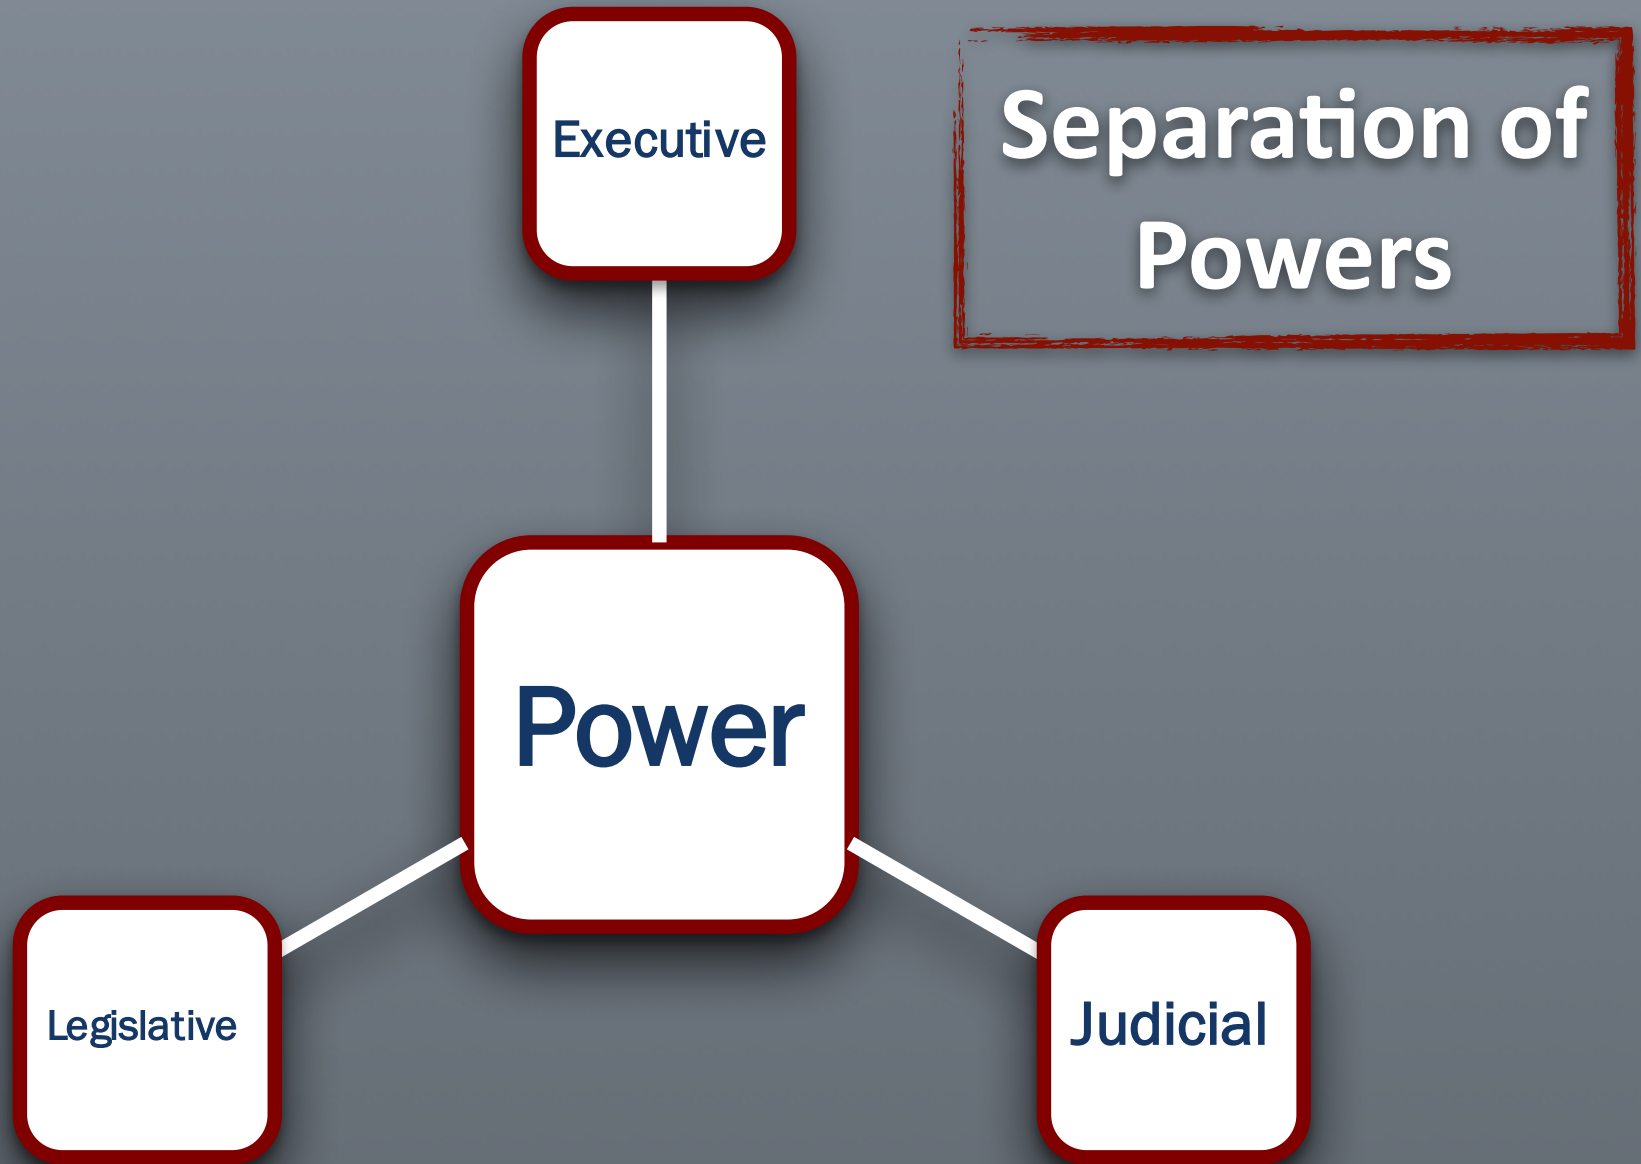 Separation of
Powers
Executive
Power
Legislative
Judicial